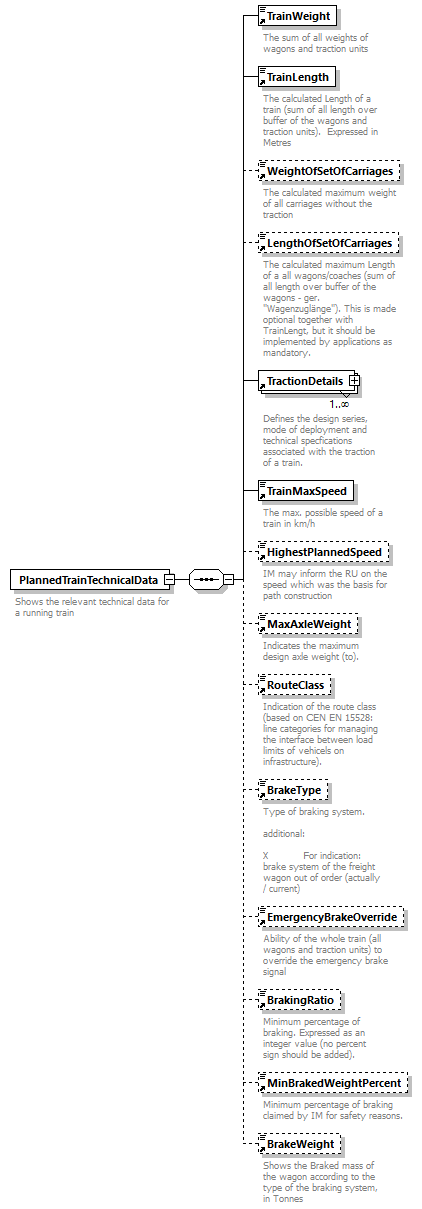 TrainWeight
The sum of all weights of
wagons and traction units
TrainLength
The calculated Length of a
train (sum of all length over
buffer of the wagons and
traction units).  Expressed in
Metres
WeightOfSetOfCarriages
The calculated maximum weight
of all carriages without the
traction
LengthOfSetOfCarriages
The calculated maximum Length
of a all wagons/coaches (sum of
all length over buffer of the
wagons - ger.
"Wagenzuglänge"). This is made
optional together with
TrainLengt, but it should be
implemented by applications as
mandatory.
TractionDetails
1..∞
Defines the design series,
mode of deployment and
technical specfications
associated with the traction
of a train.
TrainMaxSpeed
The max. possible speed of a
train in km/h
HighestPlannedSpeed
IM may inform the RU on the
speed which was the basis for
path construction
PlannedTrainTechnicalData
Shows the relevant technical data for
a running train
MaxAxleWeight
Indicates the maximum
design axle weight (to).
RouteClass
Indication of the route class
(based on CEN EN 15528:
line categories for managing
the interface between load
limits of vehicels on
infrastructure).
BrakeType
Type of braking system.
additional:
X For indication:
brake system of the freight
wagon out of order (actually
/ current)
EmergencyBrakeOverride
Ability of the whole train (all
wagons and traction units) to
override the emergency brake
signal
BrakingRatio
Minimum percentage of
braking. Expressed as an
integer value (no percent
sign should be added).
MinBrakedWeightPercent
Minimum percentage of braking
claimed by IM for safety reasons.
BrakeWeight
Shows the Braked mass of
the wagon according to the
type of the braking system,
in Tonnes